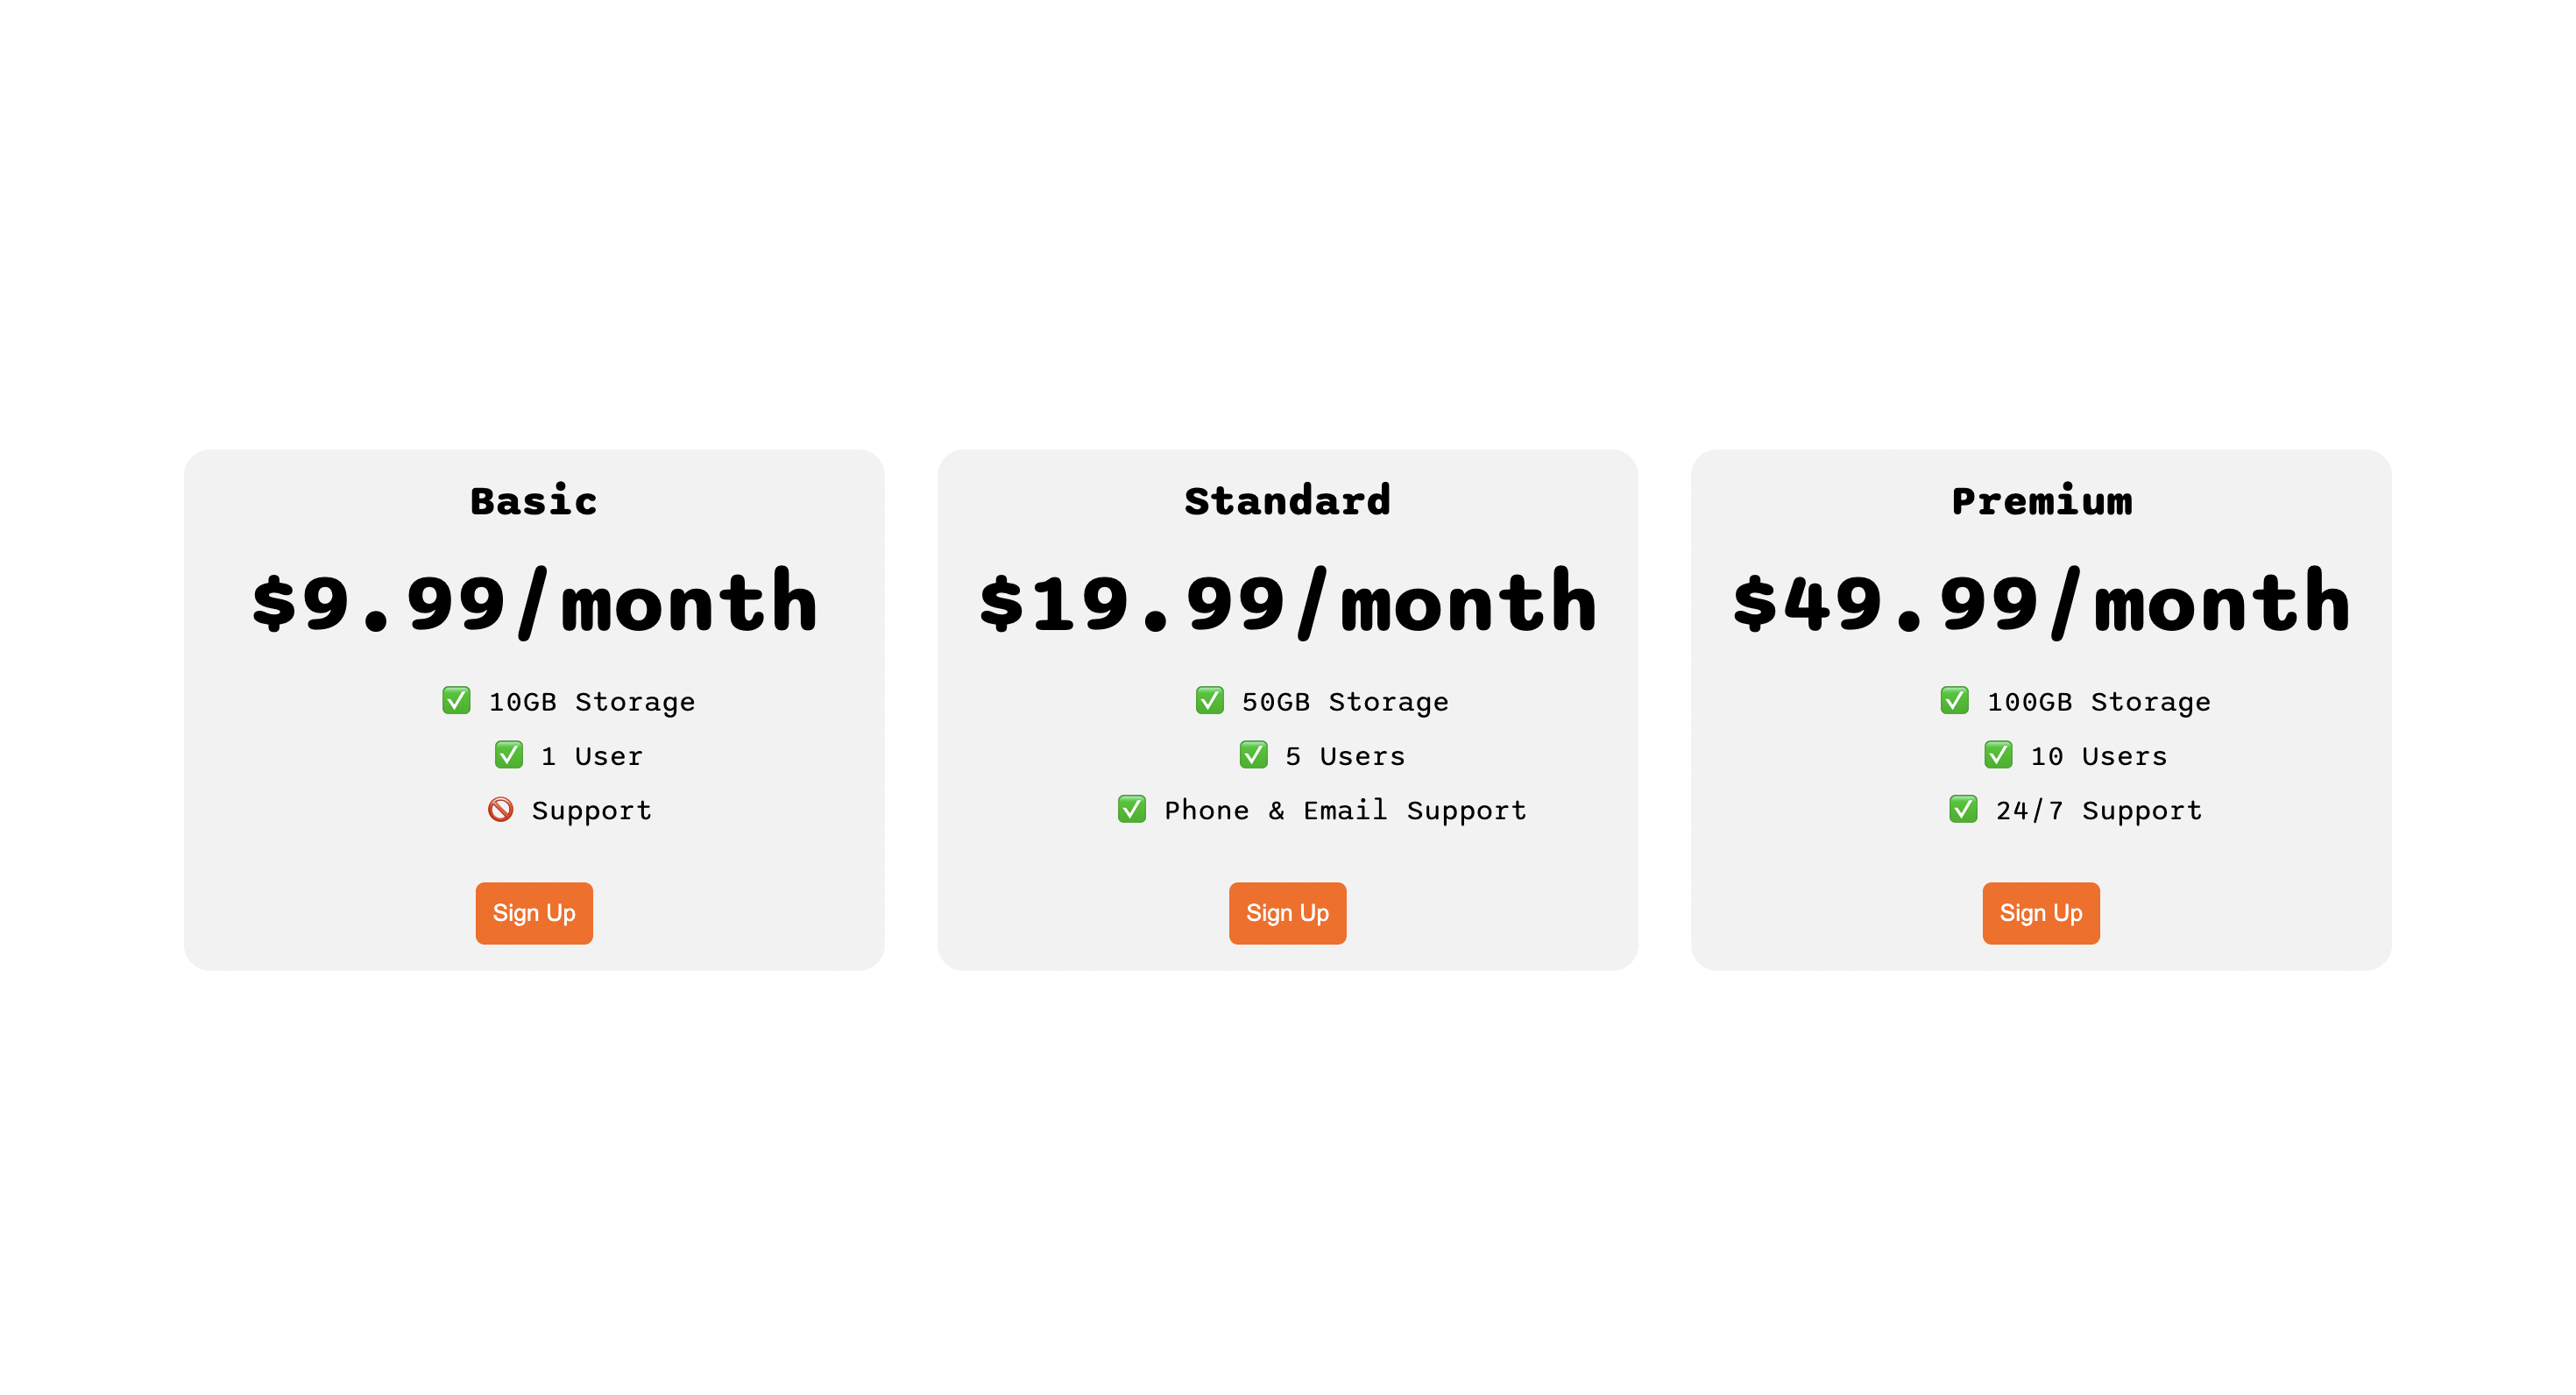 Basic
$9.99/month
✅ 10GB Storage
✅ 1 User
🚫 Support
Sign Up
Standard
$19.99/month
✅ 50GB Storage
✅ 5 Users
✅ Phone & Email Support
Sign Up
Premium
$49.99/month
✅ 100GB Storage
✅ 10 Users
✅ 24/7 Support
Sign Up